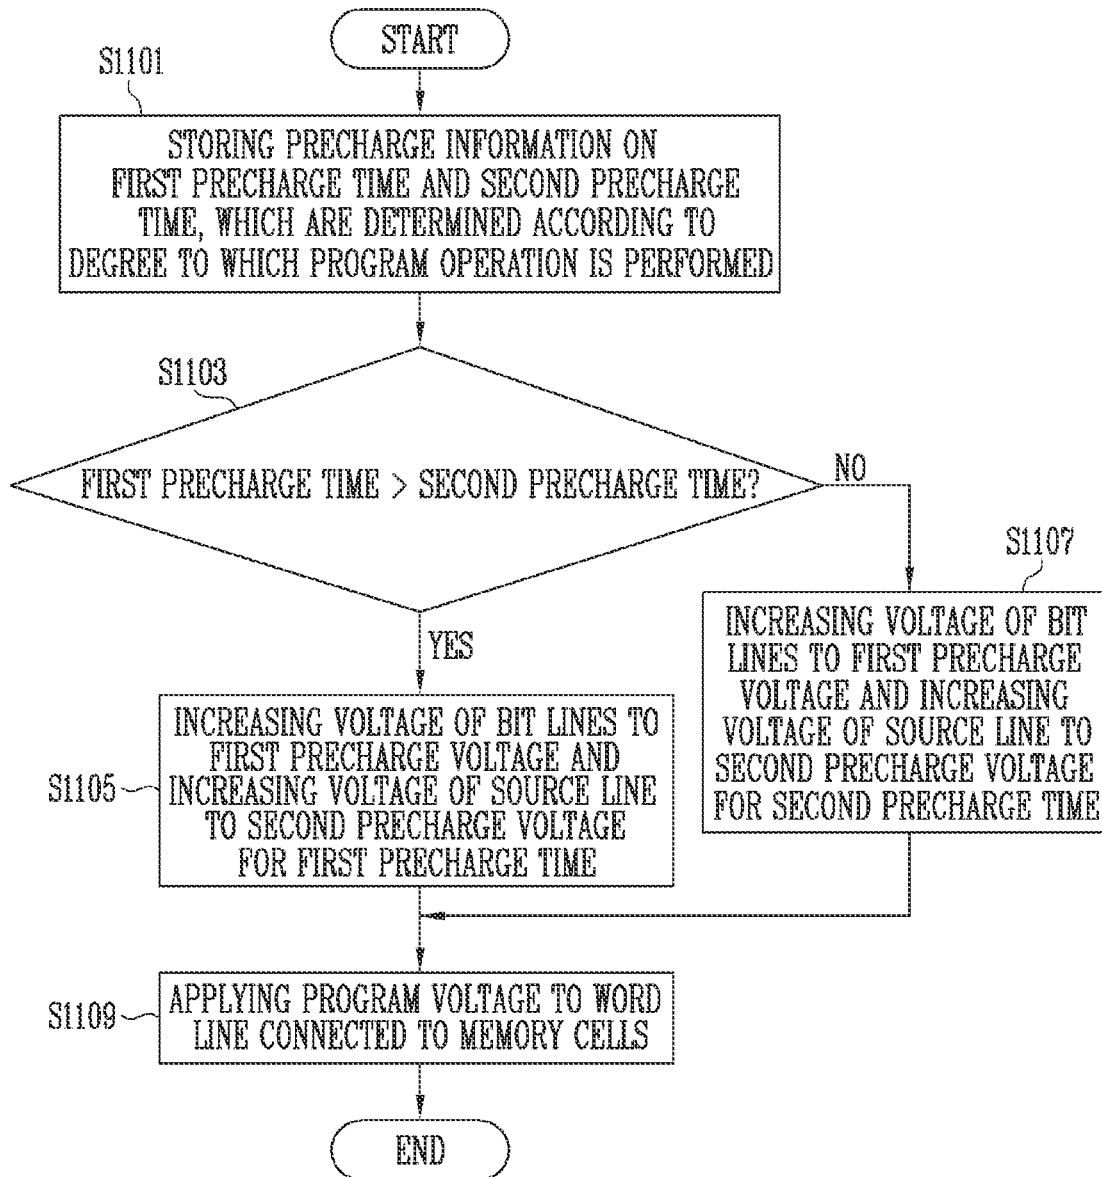 START
S1101
STORING PRECHARGE INFORMATION ON
FIRST PRECHARGE TIME AND SECOND PRECHARGE
TIME, WHICH ARE DETERMINED ACCORDING TO
DEGREE TO WHICH PROGRAM OPERATION IS PERFORMED
S1103
FIRST PRECHARGE TIME > SECOND PRECHARGE TIME?
NO
YES
S1107
INCREASING VOLTAGE OF BIT
LINES TO FIRST PRECHARGE
VOLTAGE AND INCREASING
VOLTAGE OF SOURCE LINE TO
SECOND PRECHARGE VOLTAGE
FOR SECOND PRECHARGE TIME
S1105
INCREASING VOLTAGE OF BIT LINES TO
FIRST PRECHARGE VOLTAGE AND
INCREASING VOLTAGE OF SOURCE LINE
TO SECOND PRECHARGE VOLTAGE
FOR FIRST PRECHARGE TIME
S1109
APPLYING PROGRAM VOLTAGE TO WORD
LINE CONNECTED TO MEMORY CELLS
END